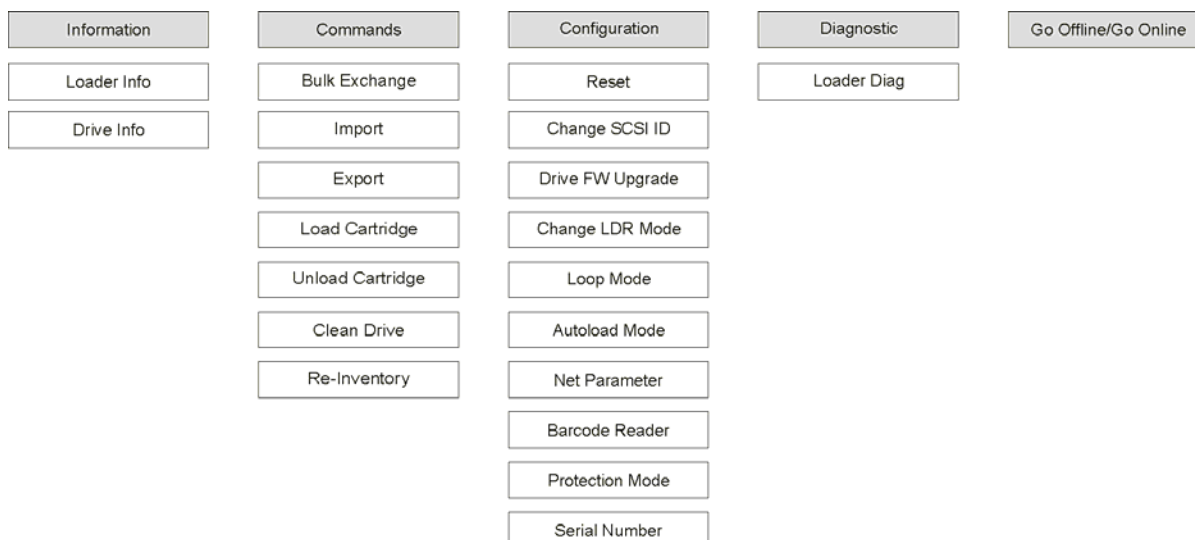 Information
Loader Info
Drive Info
Commands
Bulk Exchange
Import
Export
Load Cartridge
Unload Cartridge
Clean Drive
Re-Inventory
Configuration
Reset
Change SCSI ID
Drive FW Upgrade
Change LDR Mode
Loop Mode
Autoload Mode
Net Parameter
Barcode Reader
Protection Mode
Serial Number
Diagnostic
Loader Diag
Go Offline/Go Online